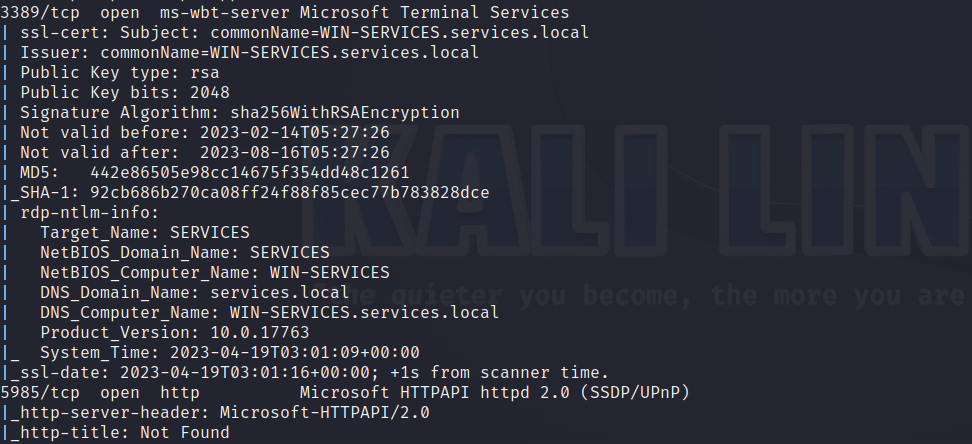 3389/tcp  open  ms-wbt-server Microsoft Terminal Services
| ssl-cert: Subject: commonName=WIN-SERVICES.services.local
| Issuer: commonName=WIN-SERVICES.services.local
| Public Key type: rsa
| Public Key bits: 2048
| Signature Algorithm: sha256WithRSAEncryption
| Not valid before: 2023-02-14T05:27:26
| Not valid after:  2023-08-16T05:27:26
| MD5:   442e86505e98cc14675f354dd48c1261
|_SHA-1: 92cb686b270ca08ff24f88f85cec77b783828dce
| rdp-ntlm-info:
|   Target_Name: SERVICES
|   NetBIOS_Domain_Name: SERVICES
|   NetBIOS_Computer_Name: WIN-SERVICES
|   DNS_Domain_Name: services.local
|   DNS_Computer_Name: WIN-SERVICES.services.local
|   Product_Version: 10.0.17763
|_  System_Time: 2023-04-19T03:01:09+00:00
|_ssl-date: 2023-04-19T03:01:16+00:00; +1s from scanner time.
5985/tcp  open  http          Microsoft HTTPAPI httpd 2.0 (SSDP/UPnP)
|_http-server-header: Microsoft-HTTPAPI/2.0
|_http-title: Not Found
KALI LIN
quieter you become, the more you are